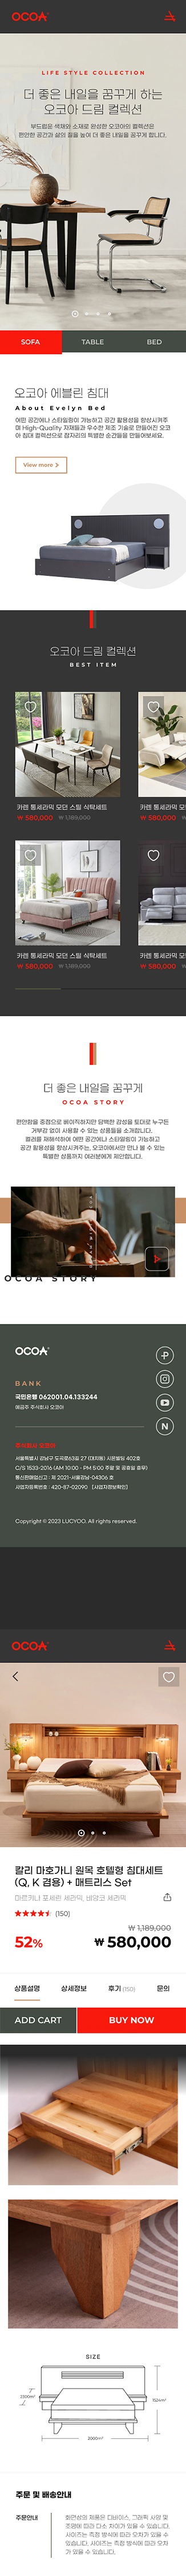 OCOA
LIFE STYLE COLLECTION
더 좋은 내일을 꿈꾸게 하는
오코아 드림 컬렉션
부드럽운 색채와 소재로 완성한 오코아의 컬렉션은
편안한 공간과 삶의 질을 높여 더 좋은 내일을 꿈꾸게 합니다.
SOFA
TABLE
BED
오코아 에블린 침대
About Evelyn Bed
어떤 공간에나 스타일링이 가능하고 공간 활용성을 향상시켜주
며 High-Quality 자재들과 우수한 제조 기술로 만들어진 오코
아 침대 컬렉션으로 잠자리의 특별한 순간들을 만들어보세요.
View more >
오코아 드림 컬렉션
BEST ITEM
카렌 통세라믹 모던 스틸 식탁세트
₩ 580,000 ₩ 1,189,000
카렌 통세라믹 모
₩ 580,000 ₩
카렌 통세라믹 모던 스틸 식탁세트
₩ 580,000 ₩ 1,189,000
카렌 통세라믹 모
₩ 580,000 ₩
더 좋은 내일을 꿈꾸게
OCOA STORY
편안함을 중점으로 베이직하지만 담백한 감성을 토대로 누구든
거부감 없이 사용할 수 있는 상품들을 소개합니다.
컬러를 재해석하여 어떤 공간에나 스타일링이 가능하고
공간 활용성을 향상시켜주는, 오코아에서만 만나 볼 수 있는
특별한 상품까지 여러분에게 제안합니다.
OCOA STORY
OCOA
BANK
국민은행 062001.04.133244
예금주 주식회사 오코아
서울특별시 강남구 도곡로63길 27 (대치동) 시온빌딩 402호
C/S 1533-2016 (AM 10:00 - PM 5:00 주말 및 공휴일 휴무)
통신판매업신고 : 제 2021-서울강남-04306 호
사업자등록번호 : 420-87-02090 [사업자정보확인]
Copyright © 2023 LUCYOO. All rights reserved.
P
N
OCOA
칼리 마호가니 원목 호텔형 침대세트
(Q, K 겸용) + 매트리스 Set
마르키나 포세린 세라믹, 비앙코 세라믹
(150)
₩ 1,189,000
52%
₩ 580,000
상품설명
상세정보
후기 (150)
문의
ADD CART
BUY NOW
SIZE
주문 및 배송안내
주문안내
화면상의 제품은 디바이스, 그래픽 사양 및
조명에 따라 다소 차이가 있을 수 있습니다.
사이즈는 측정 방식에 따라 오차가 있을 수
있습니다. 사이즈는 측정 방식에 따라 오차
가 있을 수 있습니다.